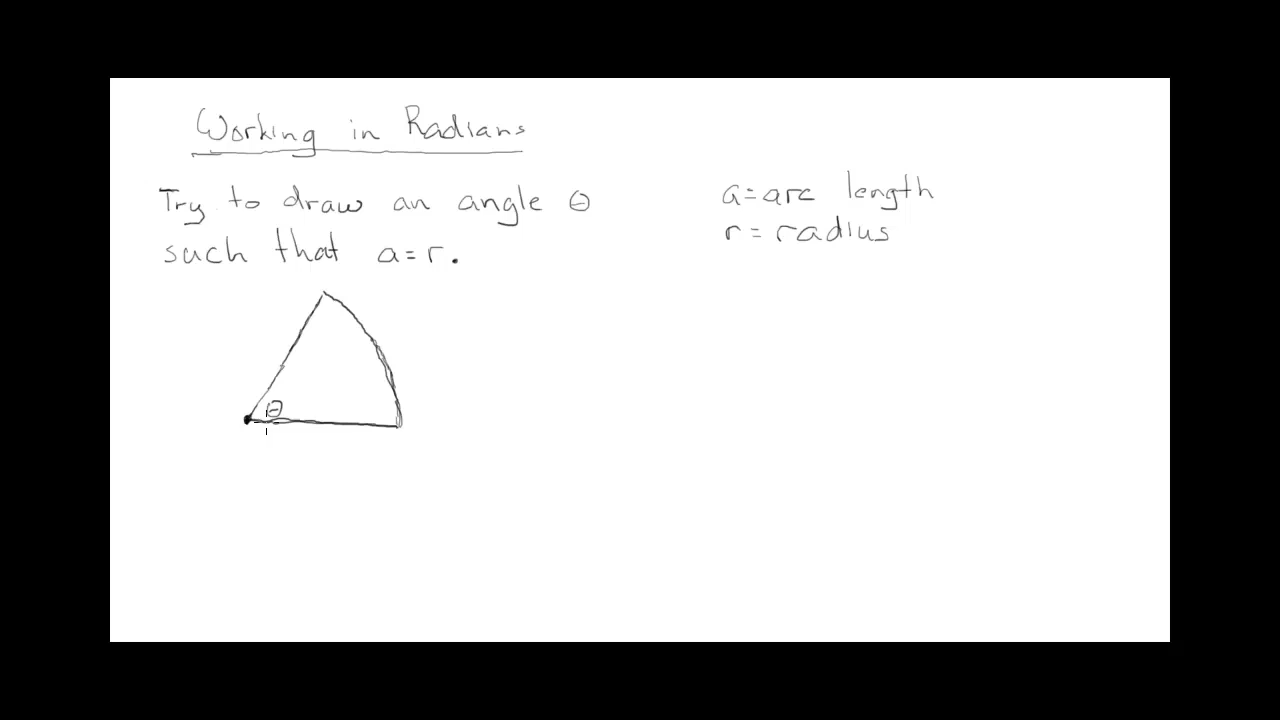 Working in Radians
Try to draw an angle θ
such that a=r.
a=arc length
r=radius
θ